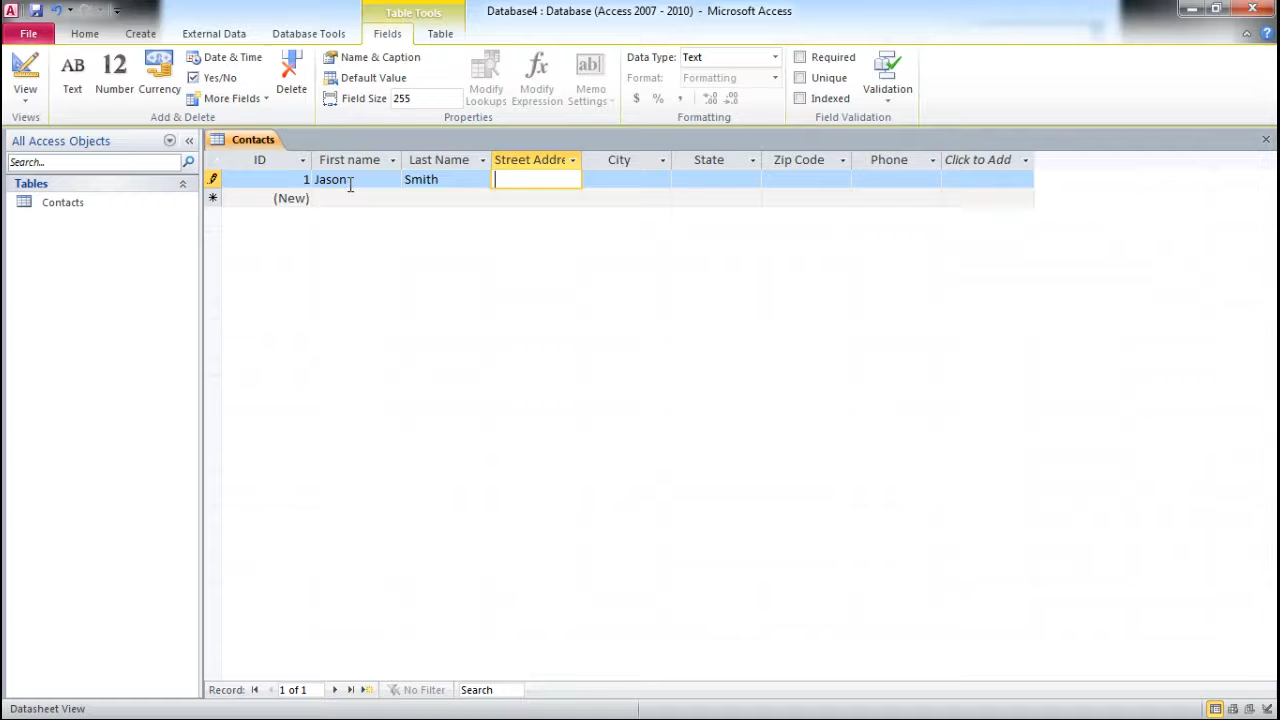 Table Tools
Database4 : Database (Access 2007 - 2010) - Microsoft Access
File Home Create External Data Database Tools Fields Table
View
Views
AB Text
12 Number
Currency
Date & Time
Yes/No
More Fields
Delete
Add & Delete
Name & Caption
Default Value
Field Size 255
Modify Lookups
fx Modify Expression
ab Memo Settings
Properties
Data Type: Text
Format: Formatting
$ % , .00 .00
Formatting
Required
Unique
Indexed
Validation
Field Validation
All Access Objects
Search...
Tables
Contacts
Contacts
ID First name Last Name Street Addre City State Zip Code Phone Click to Add
1 Jason Smith
(New)
Record: 1 of 1 No Filter Search
Datasheet View